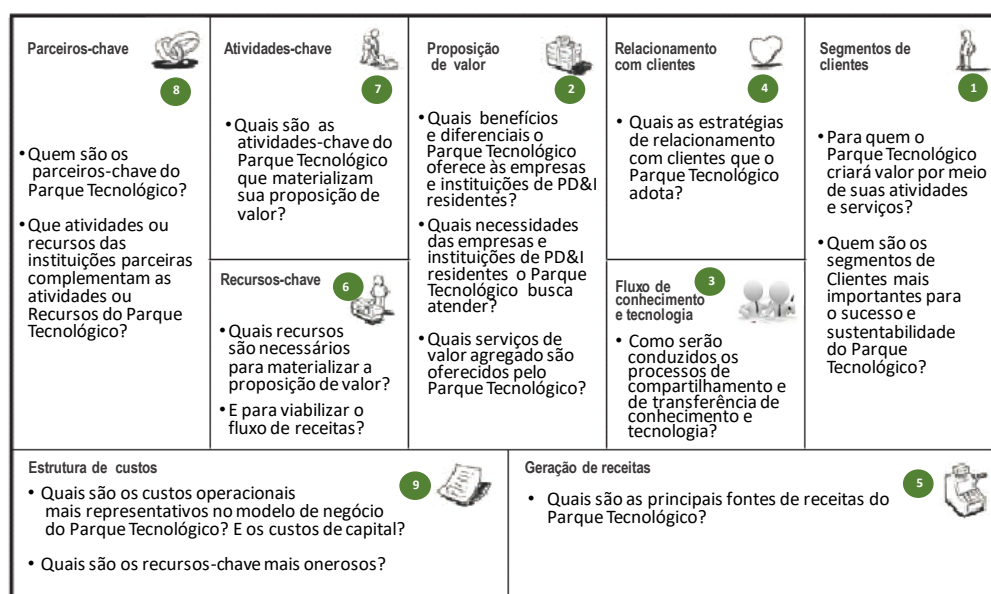 Parceiros-chave
8
• Quem são os
parceiros-chave do
Parque Tecnológico?
• Que atividades ou
recursos das
instituições parceiras
complementam as
atividades ou
Recursos do Parque
Tecnológico?
Atividades-chave
7
• Quais são as
atividades-chave do
Parque Tecnológico
que materializam
sua proposição de
valor?
Recursos-chave
6
• Quais recursos
são necessários
para materializar a
proposição de valor?
• E para viabilizar o
fluxo de receitas?
Proposição
de valor
2
• Quais benefícios
e diferenciais o
Parque Tecnológico
oferece às empresas
e instituições de PD&I
residentes?
• Quais necessidades
das empresas e
instituições de PD&I
residentes o Parque
Tecnológico busca
atender?
• Quais serviços de
valor agregado são
oferecidos pelo
Parque Tecnológico?
Relacionamento
com clientes
4
• Quais as estratégias
de relacionamento
com clientes que o
Parque Tecnológico
adota?
Fluxo de
conhecimento
e tecnologia
3
• Como serão
conduzidos os
processos de
compartilhamento e
de transferência de
conhecimento e
tecnologia?
Segmentos de
clientes
1
• Para quem o
Parque Tecnológico
criará valor por meio
de suas atividades
e serviços?
• Quem são os
segmentos de
Clientes mais
importantes para
o sucesso e
sustentabilidade
do Parque
Tecnológico?
Estrutura de custos
9
• Quais são os custos operacionais
mais representativos no modelo de negócio
do Parque Tecnológico? E os custos de capital?
• Quais são os recursos-chave mais onerosos?
Geração de receitas
5
• Quais são as principais fontes de receitas do
Parque Tecnológico?